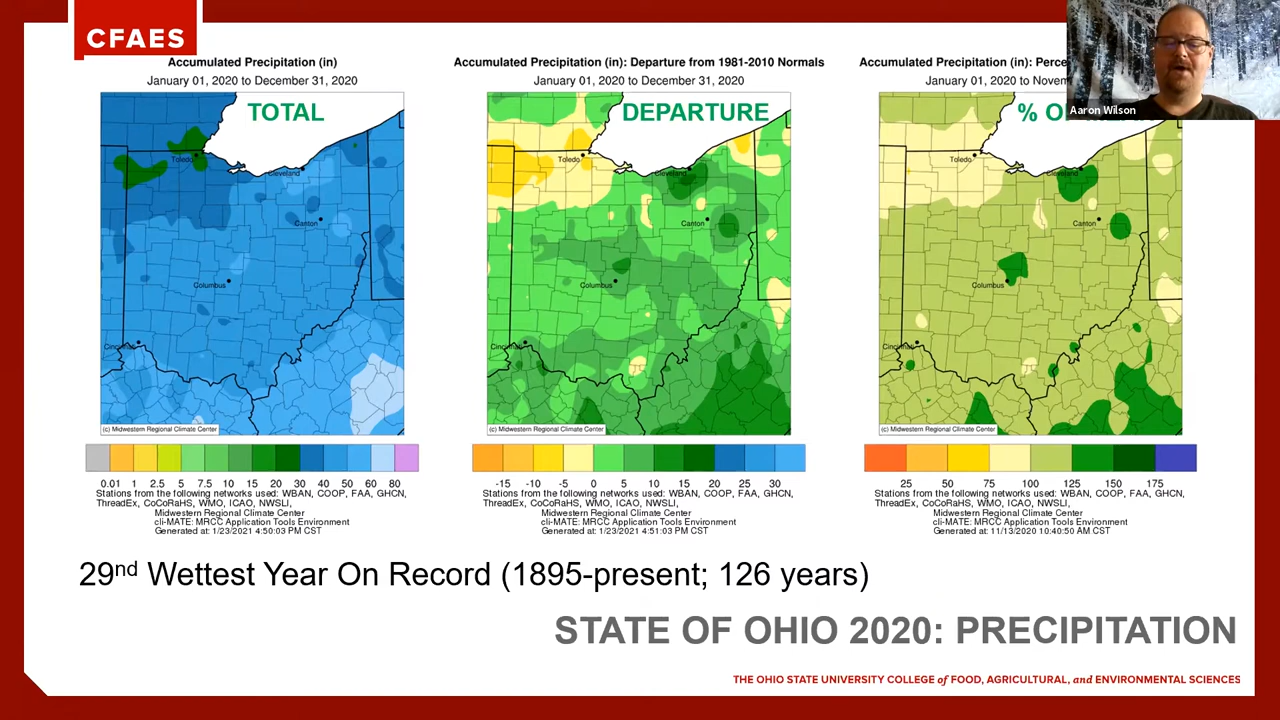 CFAES
Accumulated Precipitation (in)
January 01, 2020 to December 31, 2020
TOTAL
Toledo
Cleveland
Canton
Columbus
Cincinnati
(c) Midwestern Regional Climate Center
0.01 1 2.5 5 7.5 10 15 20 30 40 50 60 80
Stations from the following networks used: WBAN, COOP, FAA, GHCN,
ThreadEx, CoCoRaHS, WMO, ICAO, NWSLI,
Midwestern Regional Climate Center
cli-MATE: MRCC Application Tools Environment
Generated at: 1/23/2021 4:50:03 PM CST
Accumulated Precipitation (in): Departure from 1981-2010 Normals
January 01, 2020 to December 31, 2020
DEPARTURE
Toledo
Cleveland
Canton
Columbus
Cincinnati
(c) Midwestern Regional Climate Center
-15 -10 -5 0 5 10 15 20 25 30
Stations from the following networks used: WBAN, COOP, FAA, GHCN,
ThreadEx, CoCoRaHS, WMO, ICAO, NWSLI,
Midwestern Regional Climate Center
cli-MATE: MRCC Application Tools Environment
Generated at: 1/23/2021 4:51:03 PM CST
Accumulated Precipitation (in):
January 01, 2020 to
%
Aaron Wilson
Toledo
Cleveland
Canton
Columbus
Cincinnati
(c) Midwestern Regional Climate Center
25 50 75 100 125 150 175
Stations from the following networks used: WBAN, COOP, FAA, GHCN,
ThreadEx, CoCoRaHS, WMO, ICAO, NWSLI,
Midwestern Regional Climate Center
cli-MATE: MRCC Application Tools Environment
Generated at: 11/13/2020 10:40:50 AM CST
29nd Wettest Year On Record (1895-present; 126 years)
STATE OF OHIO 2020: PRECIPITATION
THE OHIO STATE UNIVERSITY COLLEGE of FOOD, AGRICULTURAL, and ENVIRONMENTAL SCIENCES